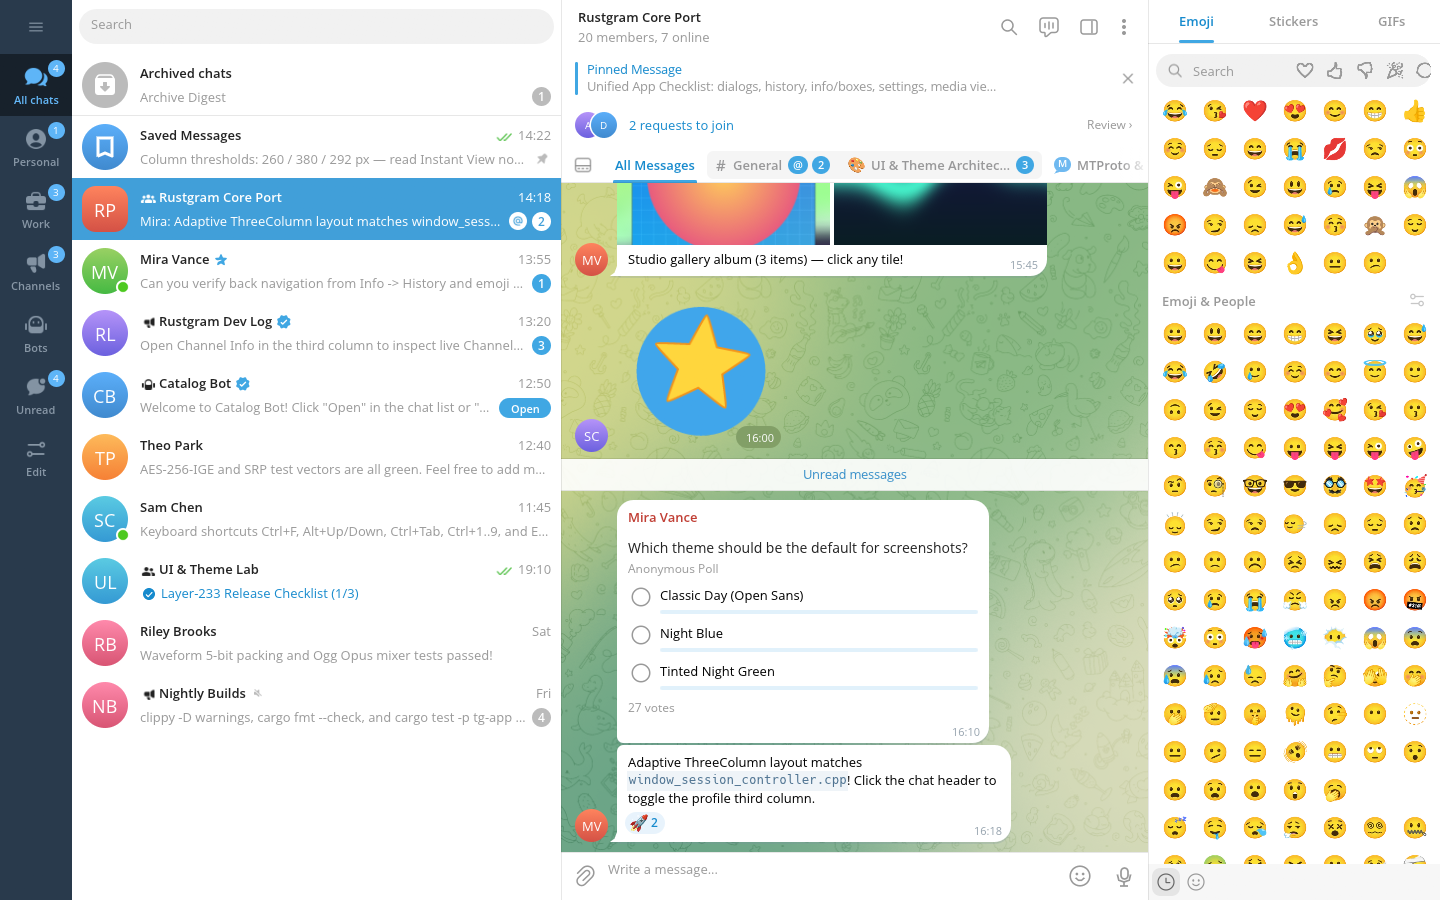 Search
4
All chats
1
Personal
3
Work
3
Channels
Bots
4
Unread
Edit
Archived chats
Archive Digest
1
Saved Messages
14:22
Column thresholds: 260 / 380 / 292 px — read Instant View no...
RP
Rustgram Core Port
14:18
Mira: Adaptive ThreeColumn layout matches window_sess...
@
2
MV
Mira Vance
13:55
Can you verify back navigation from Info -> History and emoji ...
1
RL
Rustgram Dev Log
13:20
Open Channel Info in the third column to inspect live Channel...
3
CB
Catalog Bot
12:50
Welcome to Catalog Bot! Click "Open" in the chat list or "...
Open
TP
Theo Park
12:40
AES-256-IGE and SRP test vectors are all green. Feel free to add m...
SC
Sam Chen
11:45
Keyboard shortcuts Ctrl+F, Alt+Up/Down, Ctrl+Tab, Ctrl+1..9, and E...
UL
UI & Theme Lab
19:10
Layer-233 Release Checklist (1/3)
RB
Riley Brooks
Sat
Waveform 5-bit packing and Ogg Opus mixer tests passed!
NB
Nightly Builds
Fri
clippy -D warnings, cargo fmt --check, and cargo test -p tg-app ...
4
Rustgram Core Port
20 members, 7 online
Pinned Message
Unified App Checklist: dialogs, history, info/boxes, settings, media vie...
A D
2 requests to join
Review ›
All Messages
# General @ 2
UI & Theme Architec... 3
M MTProto &
MV
Studio gallery album (3 items) — click any tile!
15:45
SC
16:00
Unread messages
Mira Vance
Which theme should be the default for screenshots?
Anonymous Poll
Classic Day (Open Sans)
Night Blue
Tinted Night Green
27 votes
16:10
Adaptive ThreeColumn layout matches
window_session_controller.cpp! Click the chat header to
toggle the profile third column.
MV
2
16:18
Write a message...
Emoji
Stickers
GIFs
Search
Emoji & People